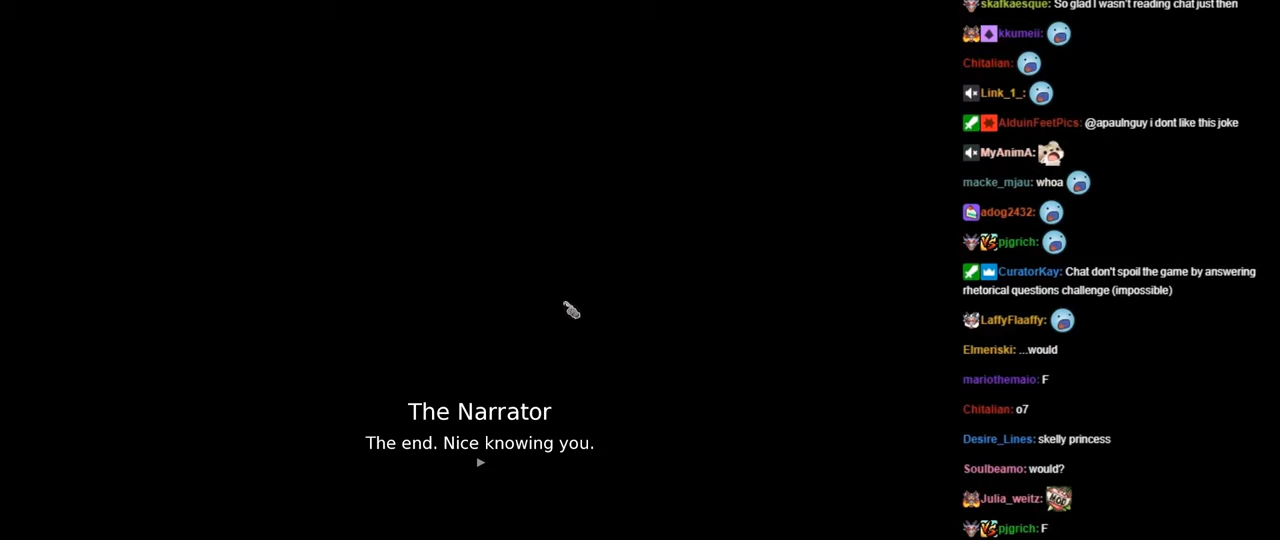 The Narrator
The end. Nice knowing you.
skafkaesque: So glad I wasn't reading chat just then
kkumeii:
Chitalian:
Link_1_:
AlduinFeetPics: @apaulnguy i dont like this joke
MyAnimA:
macke_mjau: whoa
adog2432:
pjgrich:
CuratorKay: Chat don't spoil the game by answering
rhetorical questions challenge (impossible)
LaffyFlaaffy:
Elmeriski: ...would
mariothemaio: F
Chitalian: o7
Desire_Lines: skelly princess
Soulbeamo: would?
Julia_weitz: MOD
pjgrich: F